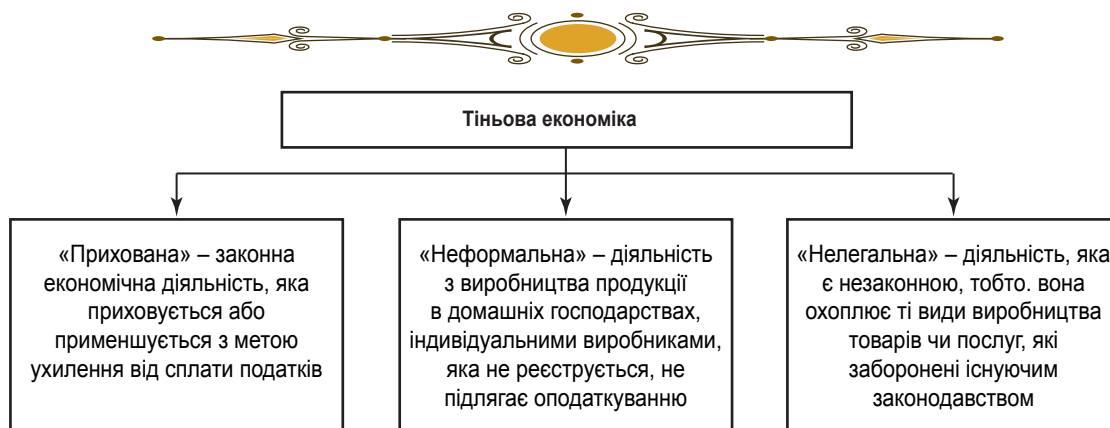 Тіньова економіка
«Прихована» – законна
економічна діяльність, яка
приховується або
применшується з метою
ухилення від сплати податків
«Неформальна» – діяльність
з виробництва продукції
в домашніх господарствах,
індивідуальними виробниками,
яка не реєструється, не
підлягає оподаткуванню
«Нелегальна» – діяльність, яка
є незаконною, тобто. вона
охоплює ті види виробництва
товарів чи послуг, які
заборонені існуючим
законодавством